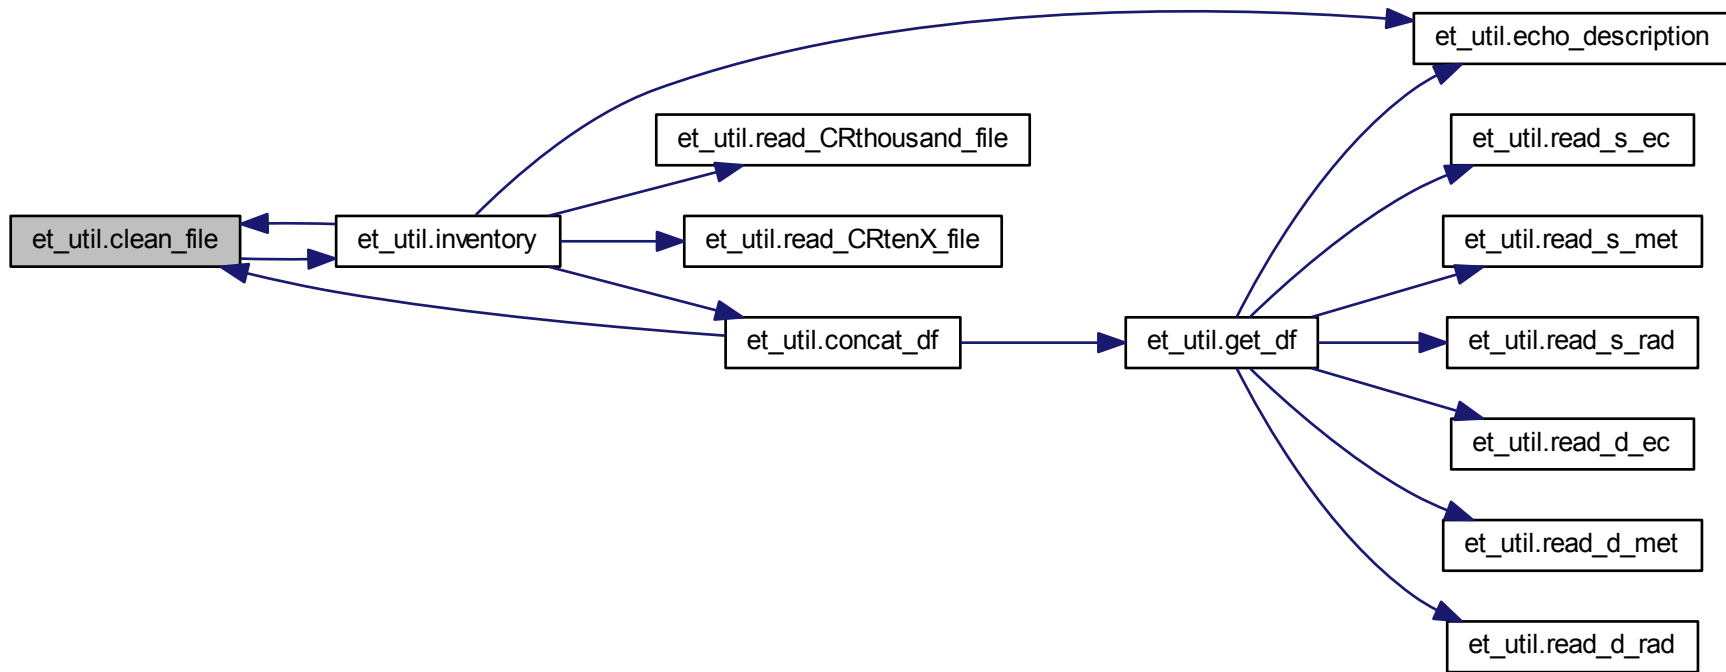 et_util.echo_description
et_util.read_CRthousand_file
et_util.read_s_ec
et_util.clean_file
et_util.inventory
et_util.read_CRtenX_file
et_util.read_s_met
et_util.concat_df
et_util.get_df
et_util.read_s_rad
et_util.read_d_ec
et_util.read_d_met
et_util.read_d_rad